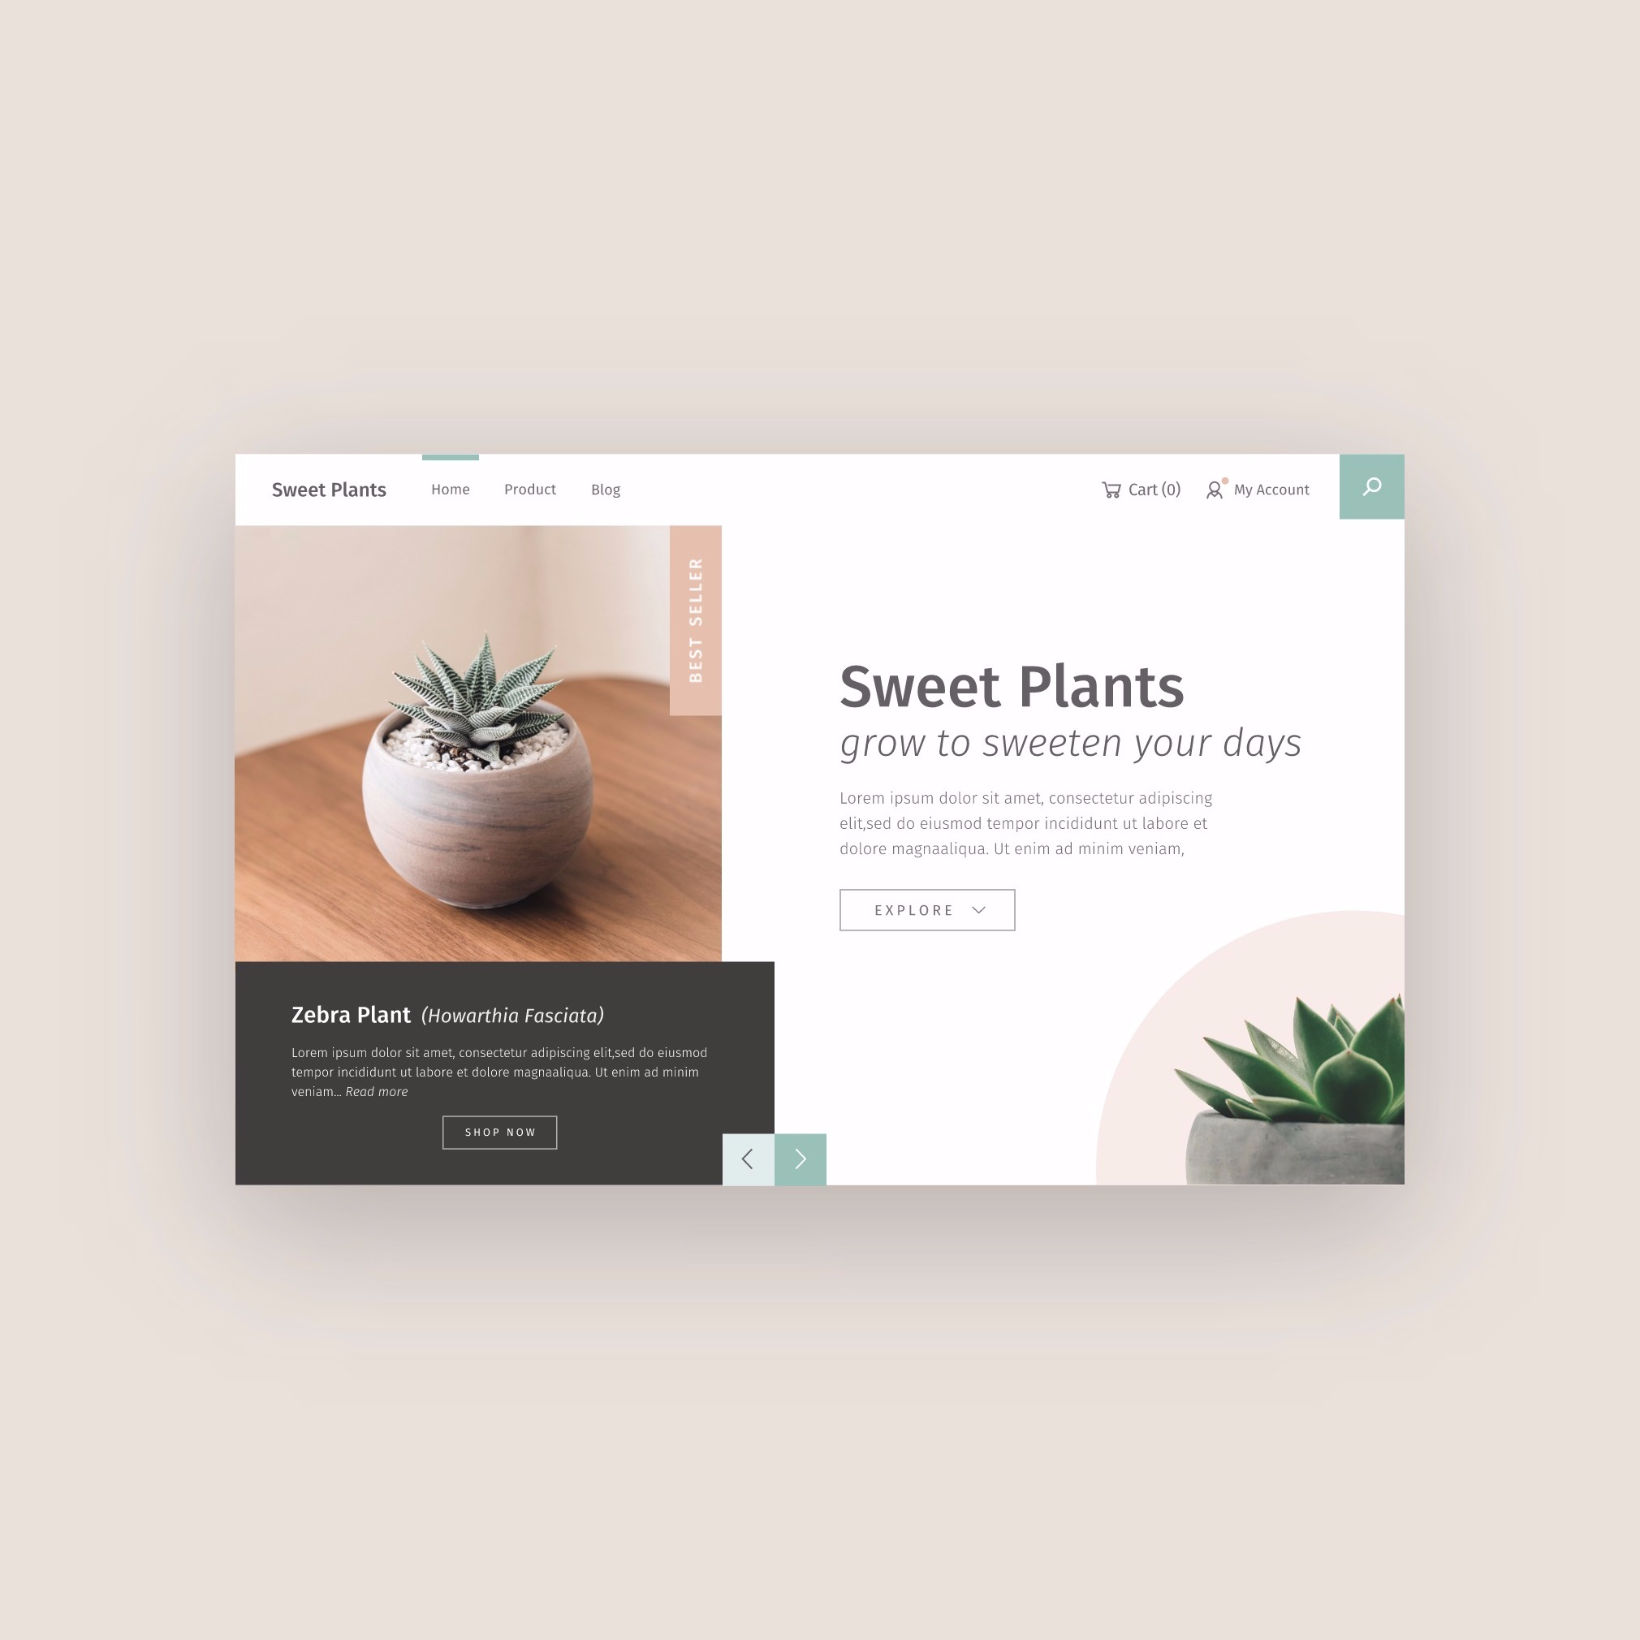 Sweet Plants
Home
Product
Blog
Cart (0)
My Account
BEST SELLER
Sweet Plants
grow to sweeten your days
Lorem ipsum dolor sit amet, consectetur adipiscing
elit,sed do eiusmod tempor incididunt ut labore et
dolore magnaaliqua. Ut enim ad minim veniam,
EXPLORE
Zebra Plant (Howarthia Fasciata)
Lorem ipsum dolor sit amet, consectetur adipiscing elit,sed do eiusmod
tempor incididunt ut labore et dolore magnaaliqua. Ut enim ad minim
veniam... Read more
SHOP NOW